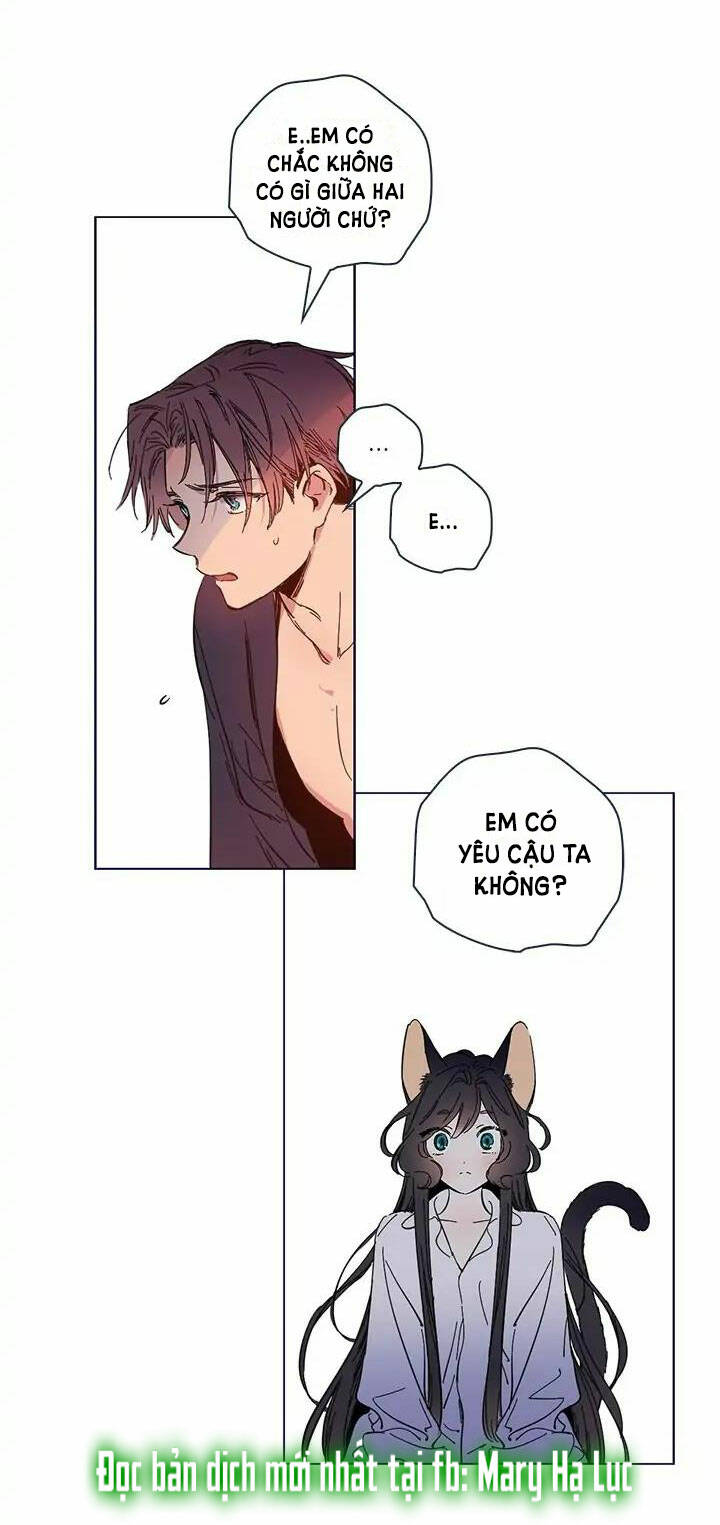 E..EM CÓ
CHẮC KHÔNG
CÓ GÌ GIỮA HAI
NGƯỜI CHỨ?
...
E...
EM CÓ
YÊU CẬU TA
KHÔNG?
Đọc bản dịch mới nhất tại fb: Mary Hạ Lục